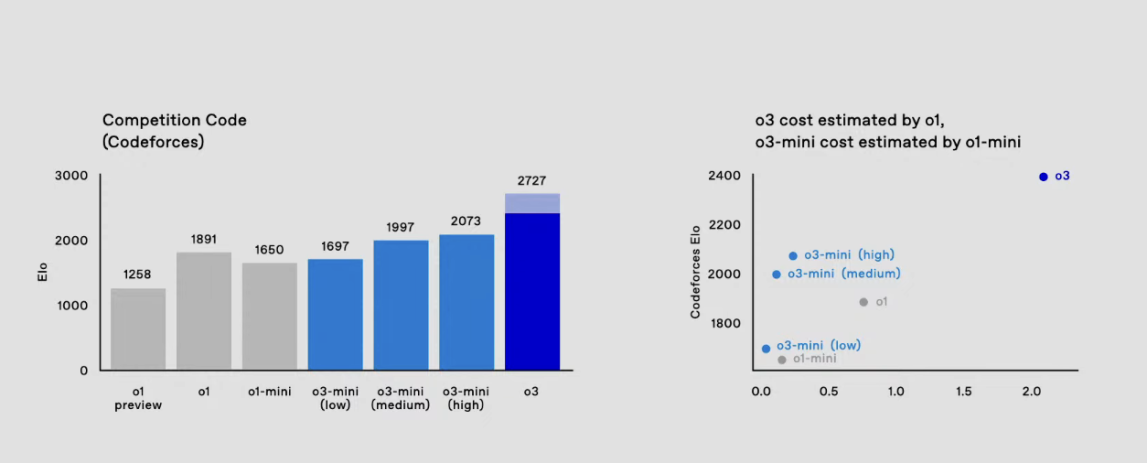 Competition Code
(Codeforces)
3000
2000
1000
0
Elo
1258
1891
1650
1697
1997
2073
2727
o1
preview
o1
o1-mini
o3-mini
(low)
o3-mini
(medium)
o3-mini
(high)
o3
o3 cost estimated by o1,
o3-mini cost estimated by o1-mini
2400
2200
2000
1800
Codeforces Elo
o3
o3-mini (high)
o3-mini (medium)
o1
o3-mini (low)
o1-mini
0.0
0.5
1.0
1.5
2.0